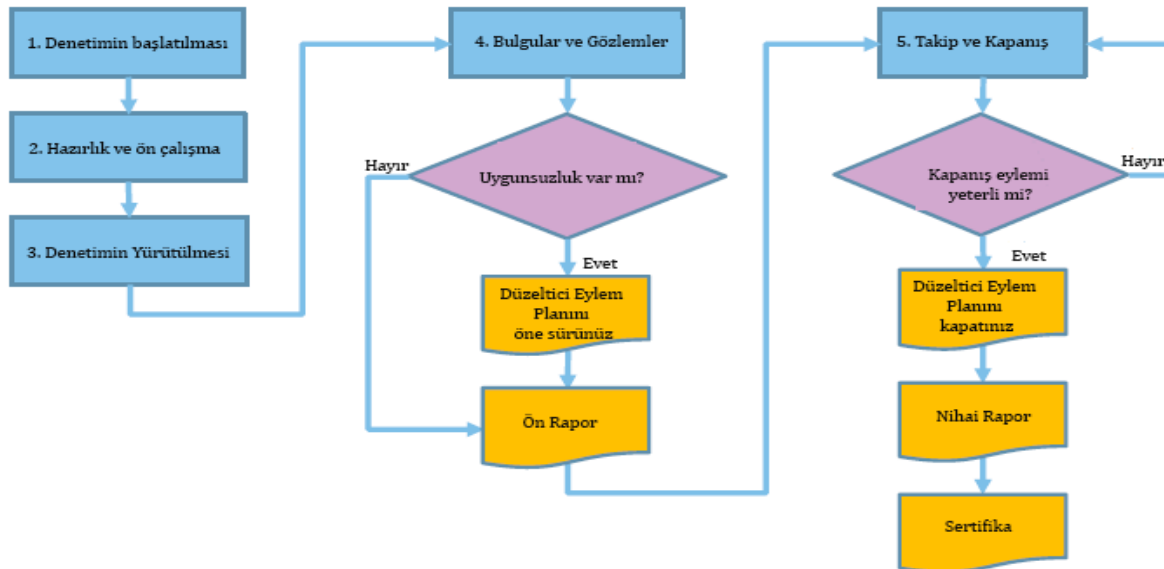 1. Denetimin başlatılması
2. Hazırlık ve ön çalışma
3. Denetimin Yürütülmesi
4. Bulgular ve Gözlemler
Uygunsuzluk var mı?
Hayır
Evet
Düzeltici Eylem
Planını
öne sürünüz
Ön Rapor
5. Takip ve Kapanış
Kapanış eylemi
yeterli mi?
Hayır
Evet
Düzeltici Eylem
Planını
kapatınız
Nihai Rapor
Sertifika